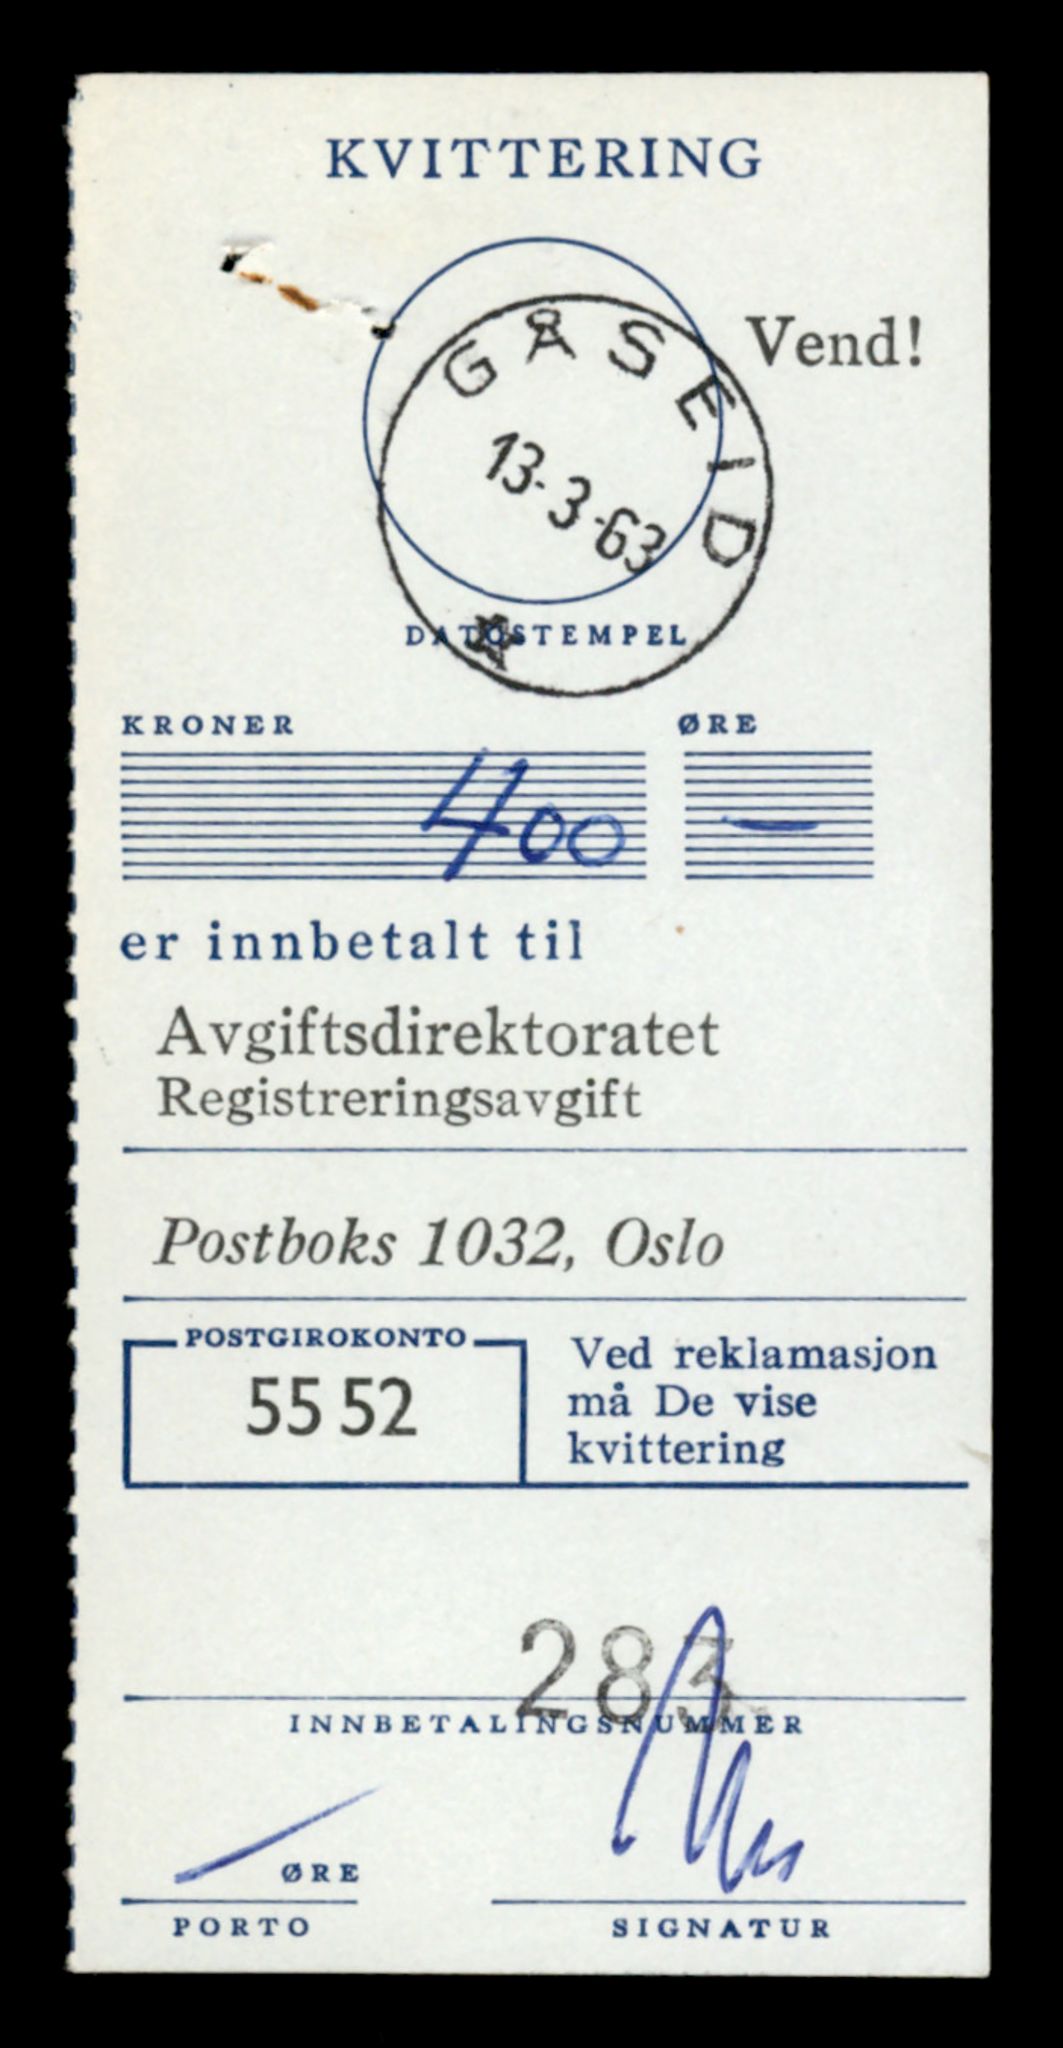 KVITTERING
Vend!
GÅSEID
13-3-63
DATOSTEMPEL
KRONER ØRE
400 —
er innbetalt til
Avgiftsdirektoratet
Registreringsavgift
Postboks 1032, Oslo
POSTGIROKONTO
55 52
Ved reklamasjon
må De vise
kvittering
283
INNBETALINGSNUMMER
ØRE
PORTO
SIGNATUR